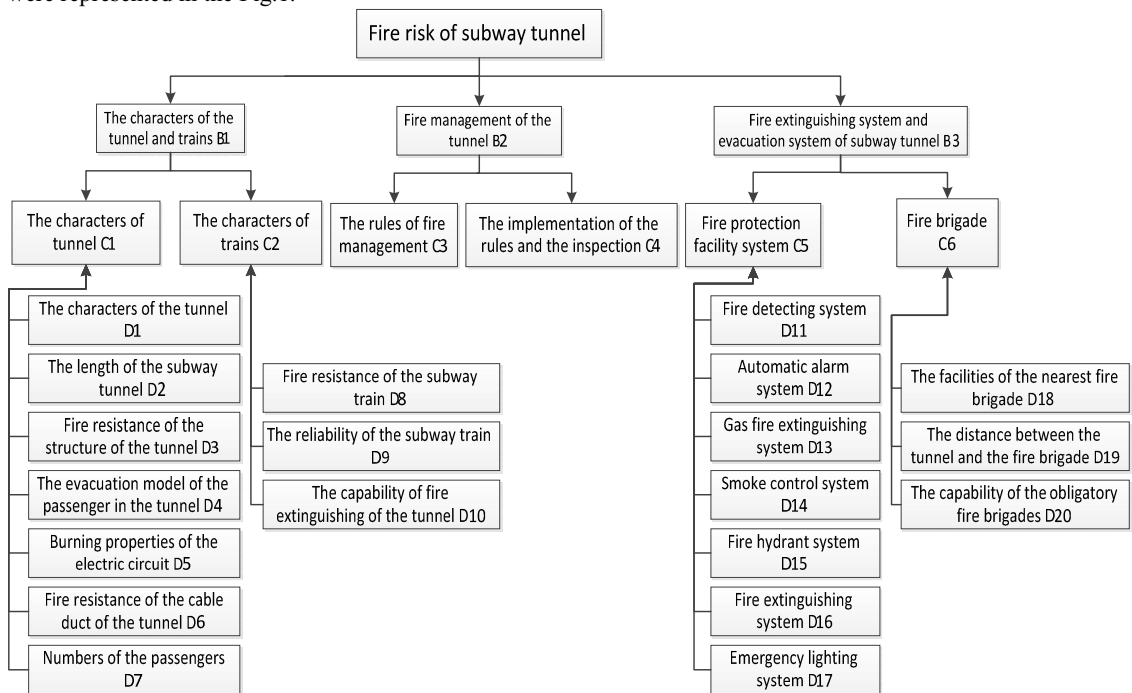 were represented in the Fig.1.
Fire risk of subway tunnel
The characters of the
tunnel and trains B1
Fire management of the
tunnel B2
Fire extinguishing system and
evacuation system of subway tunnel B3
The characters of
tunnel C1
The characters of
trains C2
The rules of fire
management C3
The implementation of the
rules and the inspection C4
Fire protection
facility system C5
Fire brigade
C6
The characters of the tunnel
D1
The length of the subway
tunnel D2
Fire resistance of the
structure of the tunnel D3
The evacuation model of the
passenger in the tunnel D4
Burning properties of the
electric circuit D5
Fire resistance of the cable
duct of the tunnel D6
Numbers of the passengers
D7
Fire resistance of the subway
train D8
The reliability of the subway train
D9
The capability of fire
extinguishing of the tunnel D10
Fire detecting system
D11
Automatic alarm
system D12
Gas fire extinguishing
system D13
Smoke control system
D14
Fire hydrant system
D15
Fire extinguishing
system D16
Emergency lighting
system D17
The facilities of the nearest fire
brigade D18
The distance between the
tunnel and the fire brigade D19
The capability of the obligatory
fire brigades D20